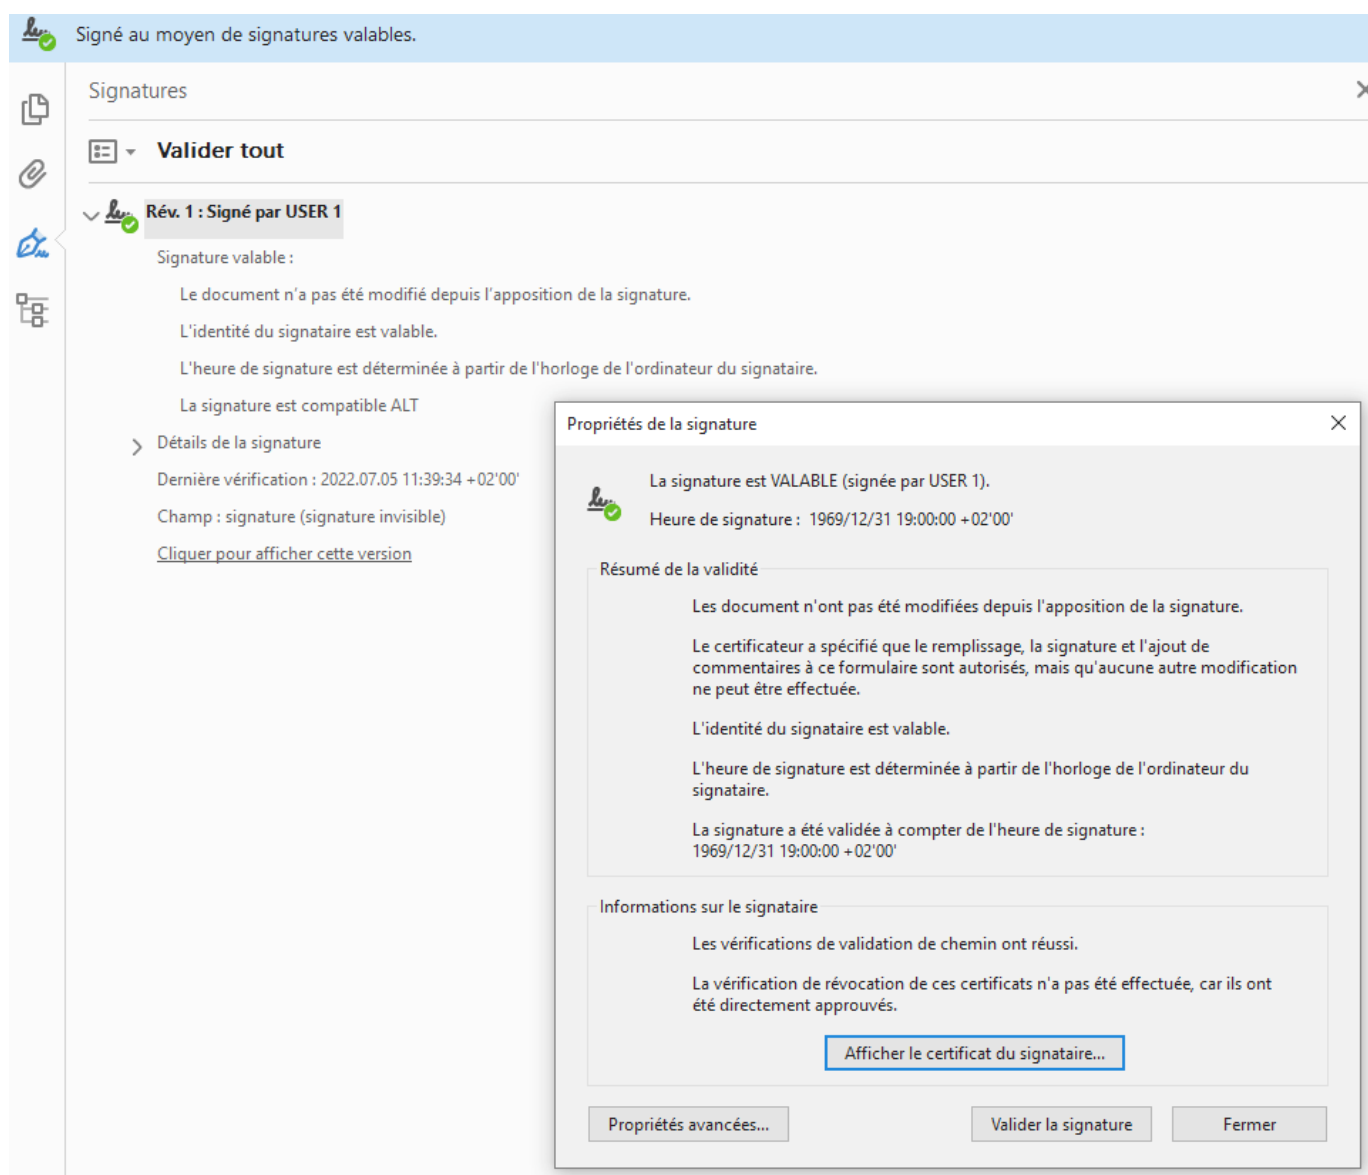 Signé au moyen de signatures valables.
Signatures
Valider tout
Rév. 1 : Signé par USER 1
Signature valable :
Le document n'a pas été modifié depuis l'apposition de la signature.
L'identité du signataire est valable.
L'heure de signature est déterminée à partir de l'horloge de l'ordinateur du signataire.
La signature est compatible ALT
Détails de la signature
Dernière vérification : 2022.07.05 11:39:34 +02'00'
Champ : signature (signature invisible)
Cliquer pour afficher cette version
Propriétés de la signature
La signature est VALABLE (signée par USER 1).
Heure de signature : 1969/12/31 19:00:00 +02'00'
Résumé de la validité
Les document n'ont pas été modifiées depuis l'apposition de la signature.
Le certificateur a spécifié que le remplissage, la signature et l'ajout de
commentaires à ce formulaire sont autorisés, mais qu'aucune autre modification
ne peut être effectuée.
L'identité du signataire est valable.
L'heure de signature est déterminée à partir de l'horloge de l'ordinateur du
signataire.
La signature a été validée à compter de l'heure de signature :
1969/12/31 19:00:00 +02'00'
Informations sur le signataire
Les vérifications de validation de chemin ont réussi.
La vérification de révocation de ces certificats n'a pas été effectuée, car ils ont
été directement approuvés.
Afficher le certificat du signataire...
Propriétés avancées...
Valider la signature
Fermer